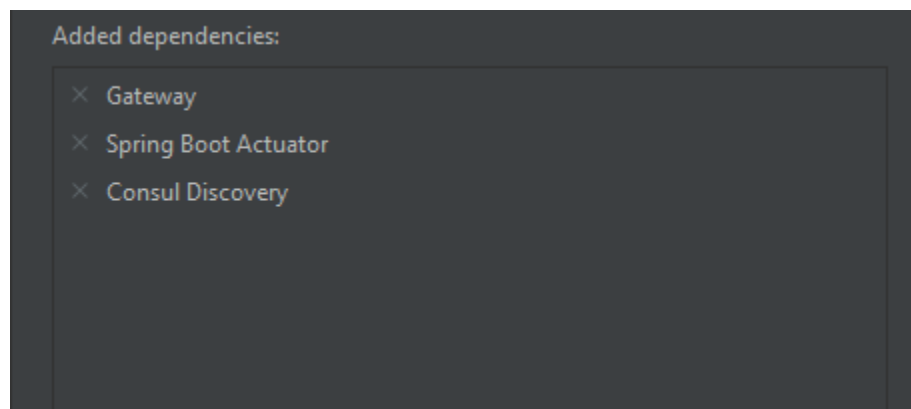 Added dependencies:
Gateway
Spring Boot Actuator
Consul Discovery